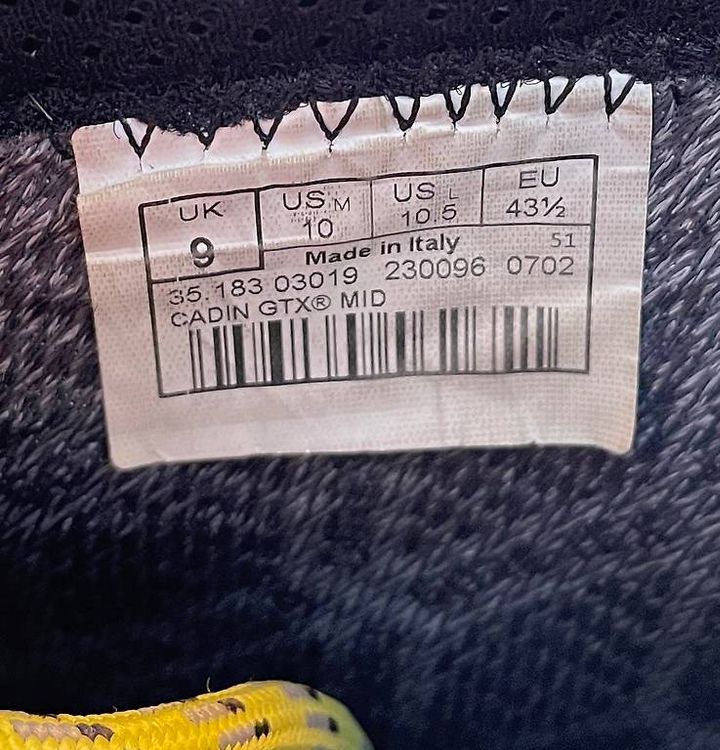 UK US M US L EU
9 10 10.5 43½
Made in Italy 51
35.183 03019 230096 0702
CADIN GTX® MID